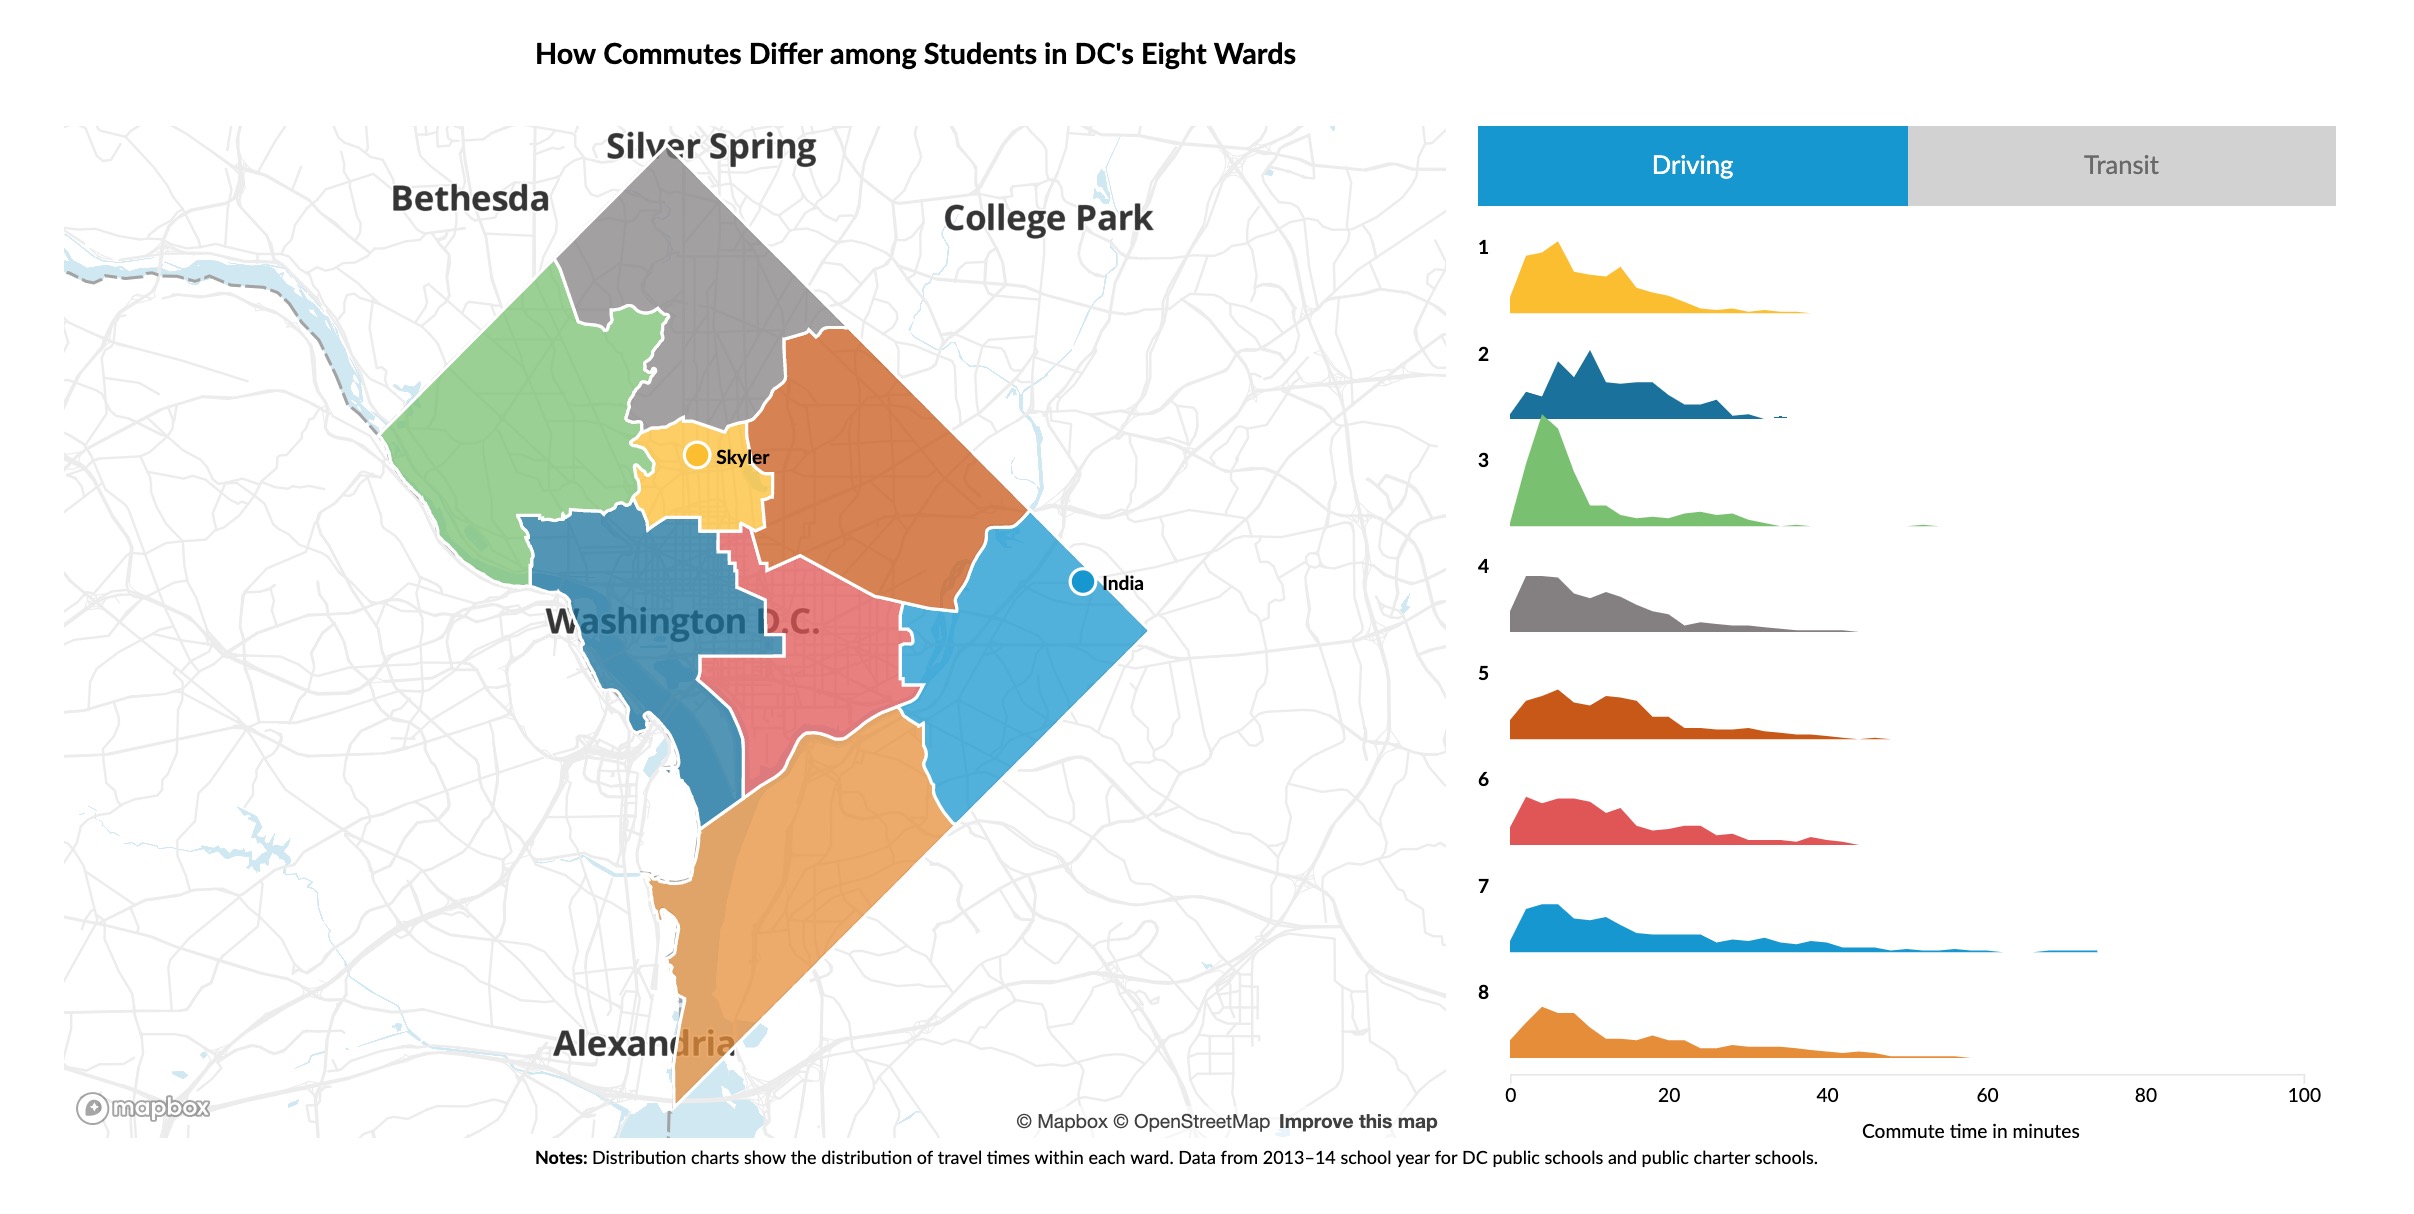 How Commutes Differ among Students in DC's Eight Wards
Silver Spring
Bethesda
College Park
Skyler
India
Washington D.C.
Alexandria
mapbox
© Mapbox © OpenStreetMap Improve this map
Driving
Transit
1
2
3
4
5
6
7
8
0 20 40 60 80 100
Commute time in minutes
Notes: Distribution charts show the distribution of travel times within each ward. Data from 2013–14 school year for DC public schools and public charter schools.